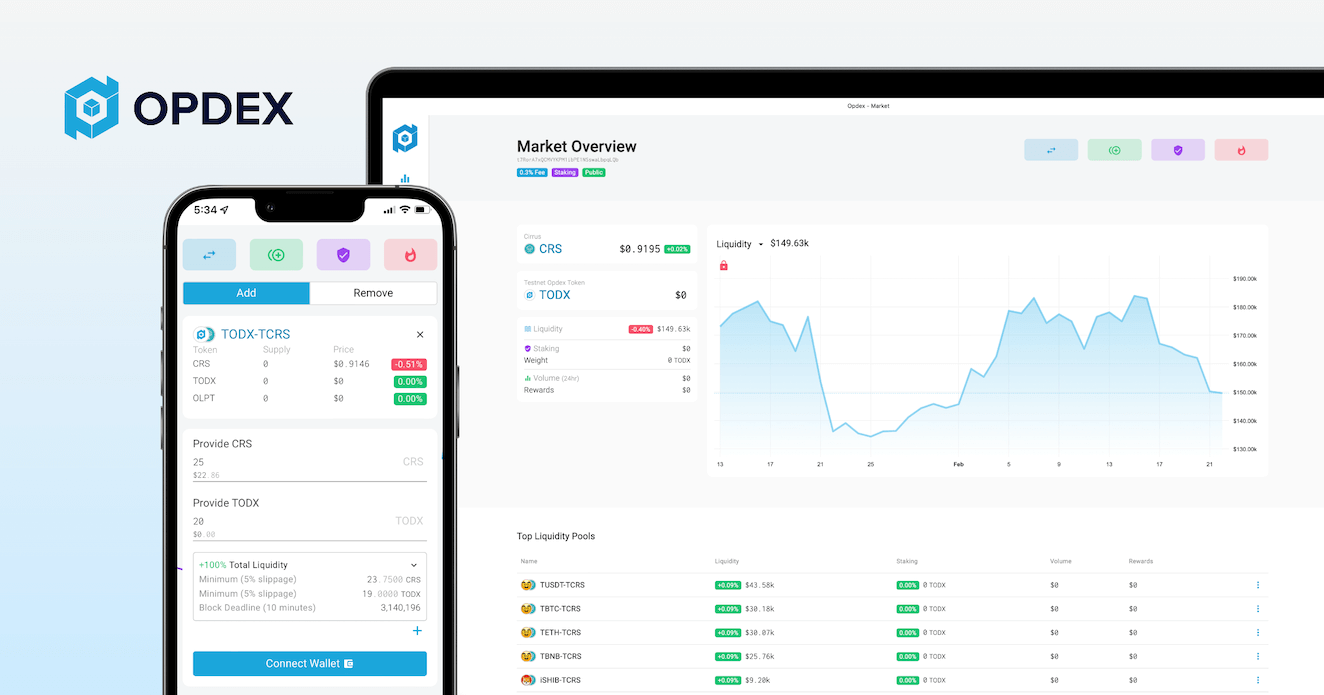 OPDEX
5:34
Add Remove
TODX-TCRS
Token Supply Price
CRS 0 $0.9146 -0.51%
TODX 0 $0 0.00%
OLPT 0 $0 0.00%
Provide CRS
25 CRS
$22.86
Provide TODX
20 TODX
$0.00
+100% Total Liquidity
Minimum (5% slippage) 23.7500 CRS
Minimum (5% slippage) 19.0000 TODX
Block Deadline (10 minutes) 3,140,196
Connect Wallet
Opdex - Market
Market Overview
0.3% Fee Staking Public
Cirrus
CRS $0.9195 +0.02%
Testnet Opdex Token
TODX $0
Liquidity -0.40% $149.63k
Staking $0
Weight 0 TODX
Volume (24hr) $0
Rewards $0
Liquidity $149.63k
$190.00k
$180.00k
$170.00k
$160.00k
$150.00k
$140.00k
$130.00k
13 17 21 25 Feb 5 9 13 17 21
Top Liquidity Pools
Name Liquidity Staking Volume Rewards
TUSDT-TCRS +0.09% $43.58k 0.00% 0 TODX $0 $0
TBTC-TCRS +0.09% $30.18k 0.00% 0 TODX $0 $0
TETH-TCRS +0.09% $30.07k 0.00% 0 TODX $0 $0
TBNB-TCRS +0.09% $25.76k 0.00% 0 TODX $0 $0
iSHIB-TCRS +0.09% $9.20k 0.00% 0 TODX $0 $0